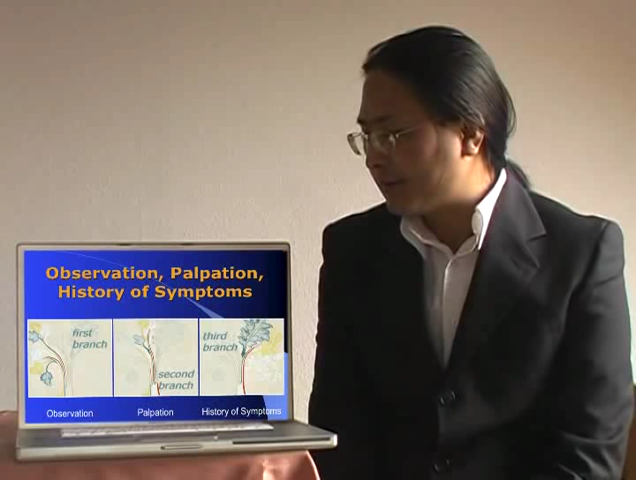 Observation, Palpation,
History of Symptoms
first
branch
second
branch
third
branch
Observation
Palpation
History of Symptoms